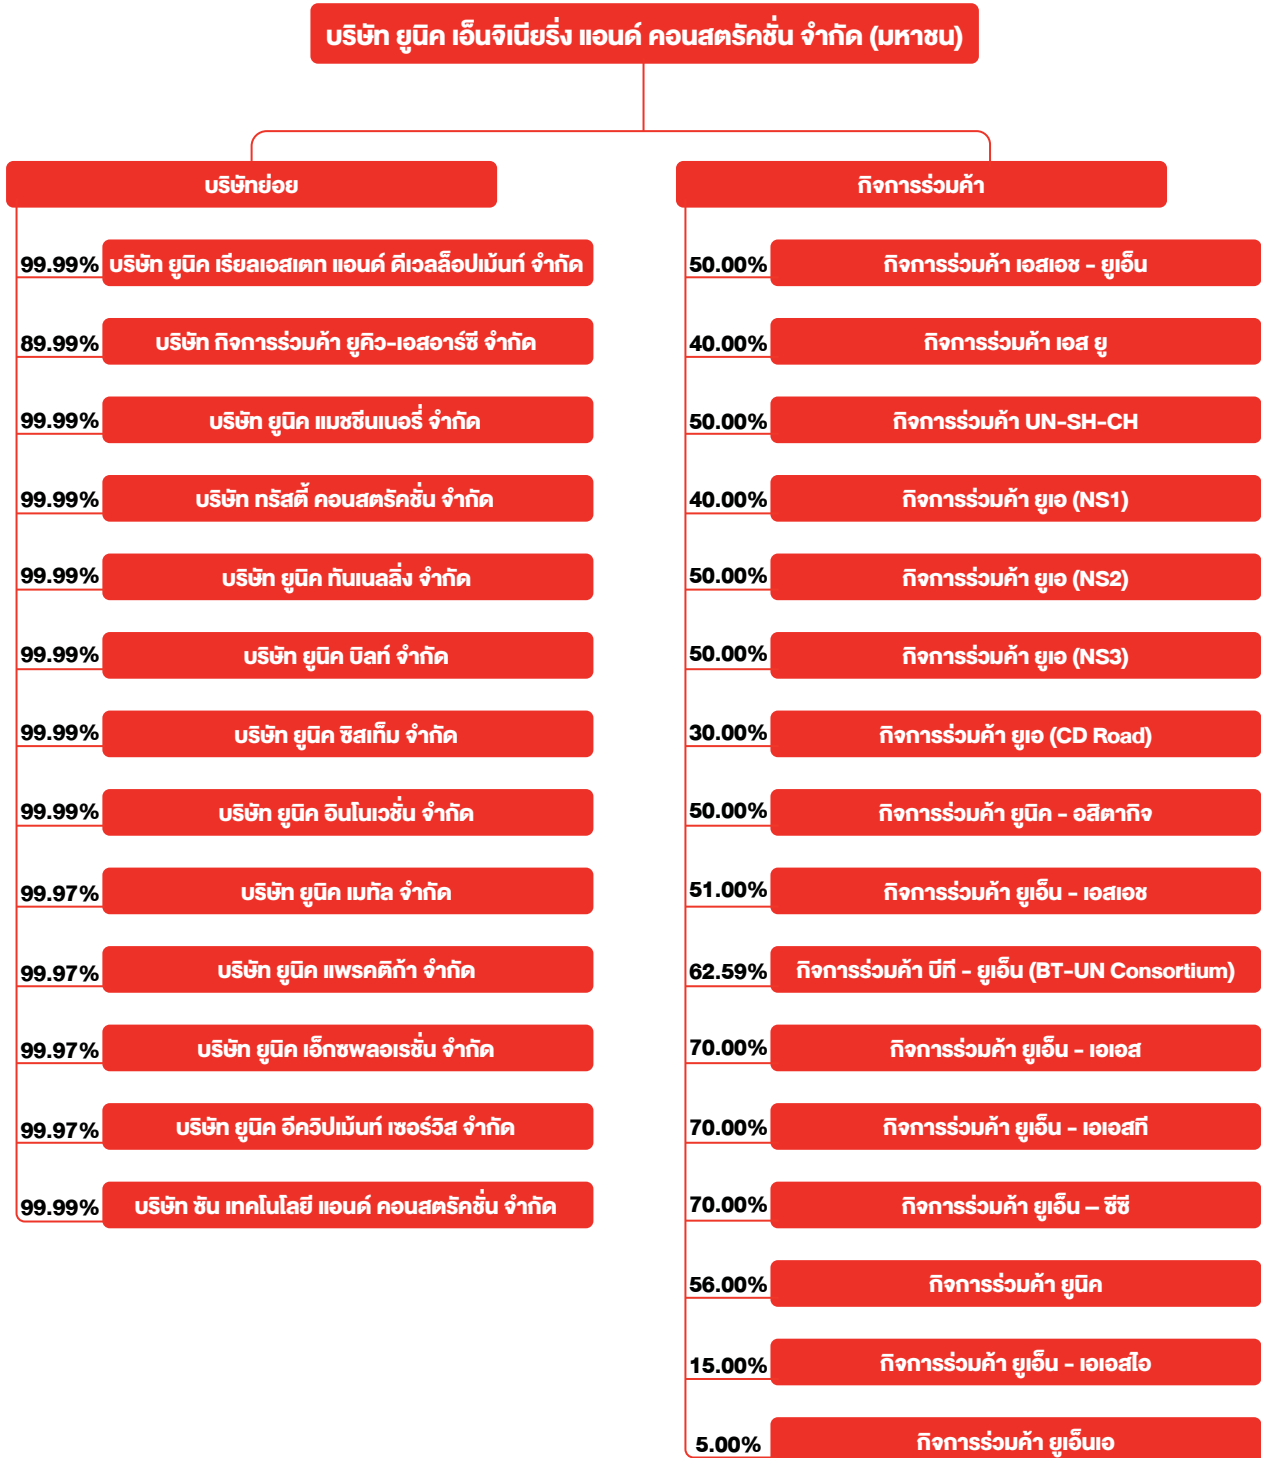 บริษัท ยูนิค เอ็นจิเนียริ่ง แอนด์ คอนสตรัคชั่น จำกัด (มหาชน)
บริษัทย่อย
99.99% บริษัท ยูนิค เรียลเอสเตท แอนด์ ดีเวลล็อปเม้นท์ จำกัด
89.99% บริษัท กิจการร่วมค้า ยูคิว-เอสอาร์ซี จำกัด
99.99% บริษัท ยูนิค แมชชีนเนอรี่ จำกัด
99.99% บริษัท ทรัสตี้ คอนสตรัคชั่น จำกัด
99.99% บริษัท ยูนิค ทันเนลลิ่ง จำกัด
99.99% บริษัท ยูนิค บิลท์ จำกัด
99.99% บริษัท ยูนิค ซิสเท็ม จำกัด
99.99% บริษัท ยูนิค อินโนเวชั่น จำกัด
99.97% บริษัท ยูนิค เมทัล จำกัด
99.97% บริษัท ยูนิค แพรคติก้า จำกัด
99.97% บริษัท ยูนิค เอ็กซพลอเรชั่น จำกัด
99.97% บริษัท ยูนิค อีควิปเม้นท์ เซอร์วิส จำกัด
99.99% บริษัท ซัน เทคโนโลยี แอนด์ คอนสตรัคชั่น จำกัด
กิจการร่วมค้า
50.00% กิจการร่วมค้า เอสเอช - ยูเอ็น
40.00% กิจการร่วมค้า เอส ยู
50.00% กิจการร่วมค้า UN-SH-CH
40.00% กิจการร่วมค้า ยูเอ (NS1)
50.00% กิจการร่วมค้า ยูเอ (NS2)
50.00% กิจการร่วมค้า ยูเอ (NS3)
30.00% กิจการร่วมค้า ยูเอ (CD Road)
50.00% กิจการร่วมค้า ยูนิค - อสิตากิจ
51.00% กิจการร่วมค้า ยูเอ็น - เอสเอช
62.59% กิจการร่วมค้า บีที - ยูเอ็น (BT-UN Consortium)
70.00% กิจการร่วมค้า ยูเอ็น - เอเอส
70.00% กิจการร่วมค้า ยูเอ็น - เอเอสที
70.00% กิจการร่วมค้า ยูเอ็น – ซีซี
56.00% กิจการร่วมค้า ยูนิค
15.00% กิจการร่วมค้า ยูเอ็น - เอเอสไอ
5.00% กิจการร่วมค้า ยูเอ็นเอ